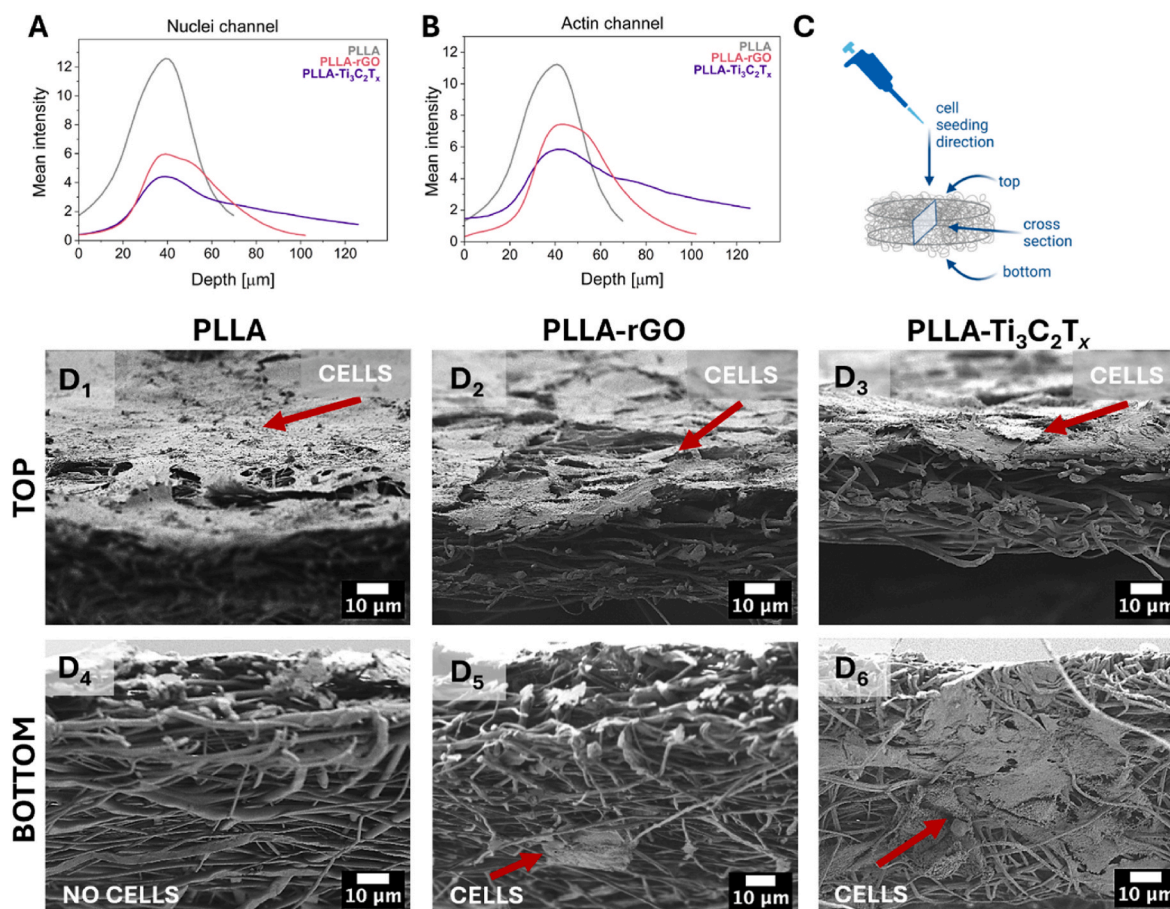 A
Nuclei channel
PLLA
PLLA-rGO
PLLA-Ti₃C₂Tₓ
Mean intensity
12
10
8
6
4
2
0
0 20 40 60 80 100 120
Depth [μm]
B
Actin channel
PLLA
PLLA-rGO
PLLA-Ti₃C₂Tₓ
Mean intensity
12
10
8
6
4
2
0
0 20 40 60 80 100 120
Depth [μm]
C
cell
seeding
direction
top
cross
section
bottom
PLLA
PLLA-rGO
PLLA-Ti₃C₂Tₓ
TOP
D₁
CELLS
10 μm
D₂
CELLS
10 μm
D₃
CELLS
10 μm
BOTTOM
D₄
NO CELLS
10 μm
D₅
CELLS
10 μm
D₆
CELLS
10 μm